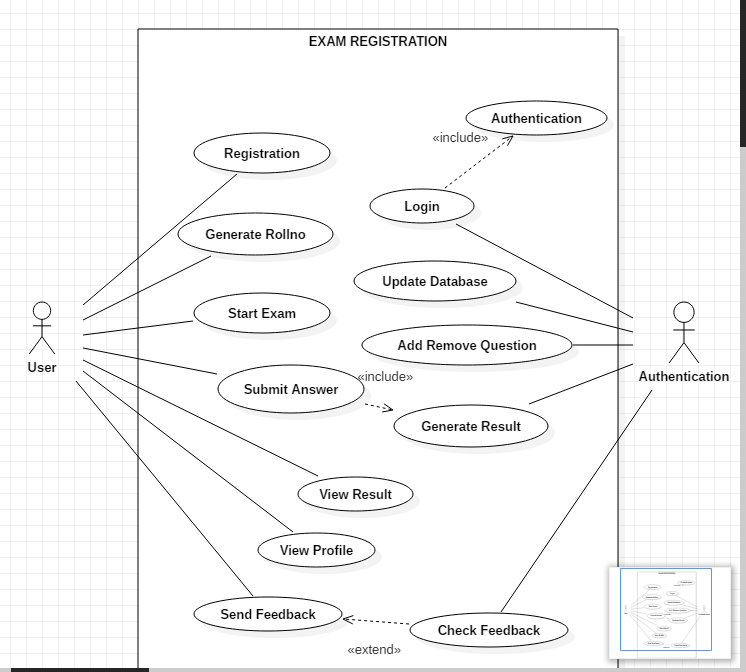 EXAM REGISTRATION
Authentication
«include»
Registration
Login
Generate Rollno
Update Database
Start Exam
Add Remove Question
User
Authentication
«include»
Submit Answer
Generate Result
View Result
View Profile
Send Feedback
Check Feedback
«extend»